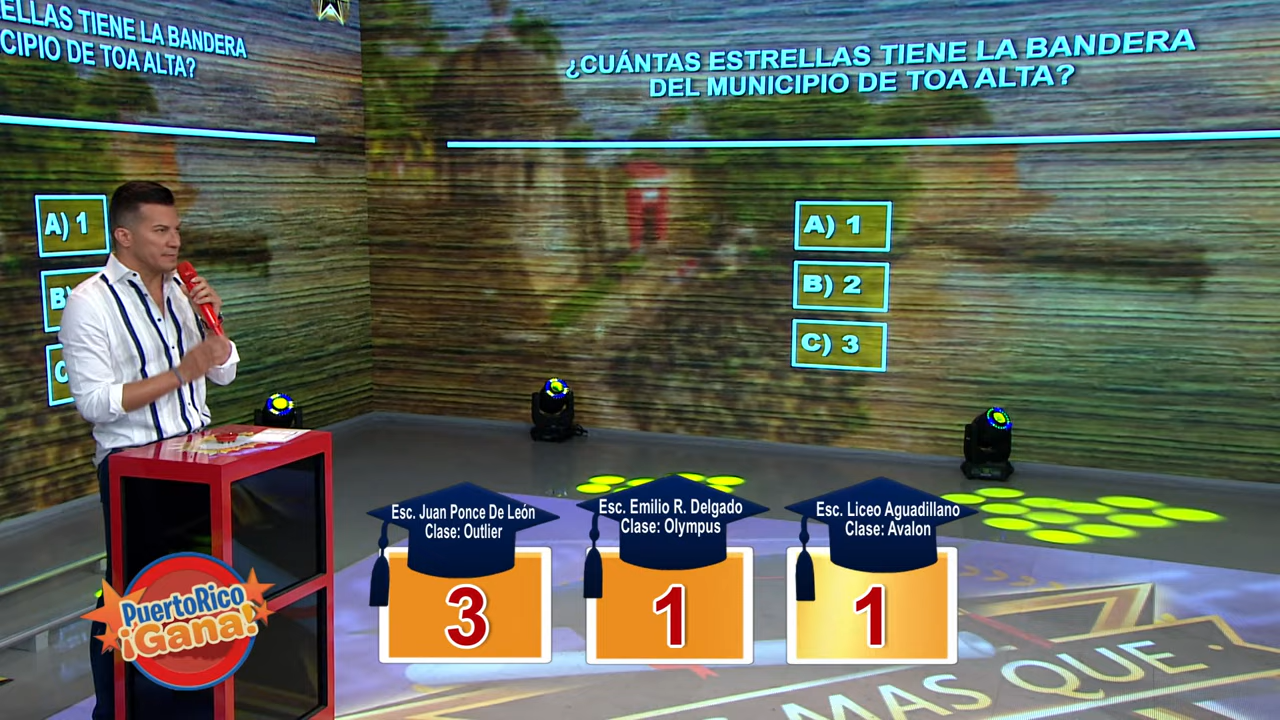 RELLAS TIENE LA BANDERA
CIPIO DE TOA ALTA?
¿CUÁNTAS ESTRELLAS TIENE LA BANDERA
DEL MUNICIPIO DE TOA ALTA?
A) 1
B)
C)
A) 1
B) 2
C) 3
Esc. Juan Ponce De León
Clase: Outlier
3
Esc. Emilio R. Delgado
Clase: Olympus
1
Esc. Liceo Aguadillano
Clase: Avalon
1
PuertoRico
¡Gana!
MAS QUE